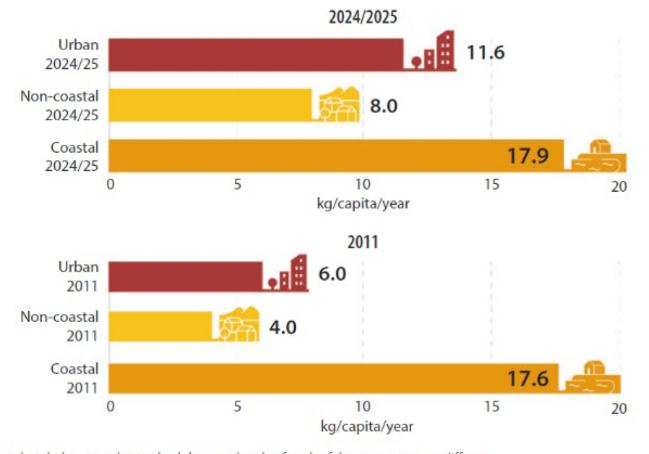 2024/2025
Urban
2024/25
11.6
Non-coastal
2024/25
8.0
Coastal
2024/25
17.9
0 5 10 15 20
kg/capita/year
2011
Urban
2011
6.0
Non-coastal
2011
4.0
Coastal
2011
17.6
0 5 10 15 20
kg/capita/year